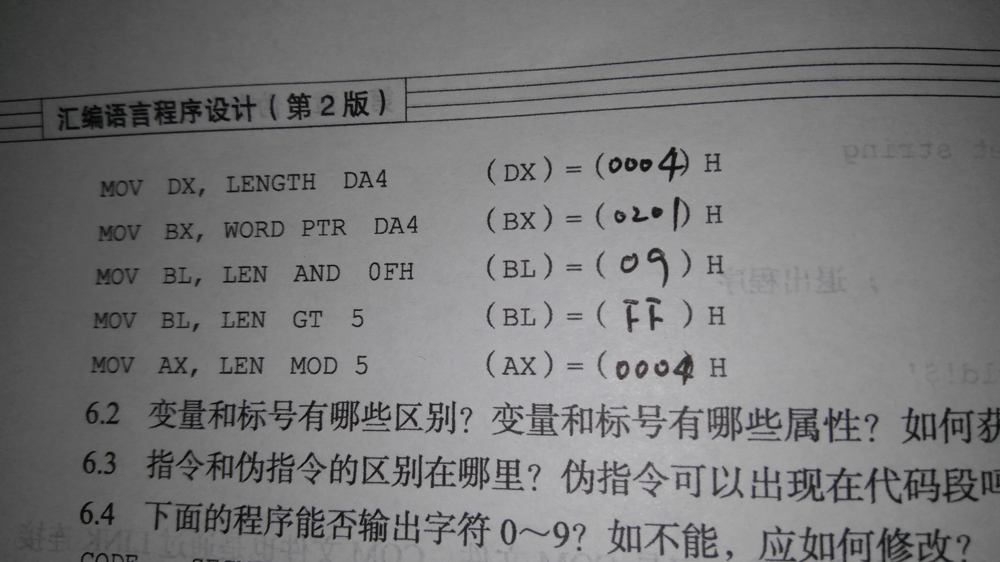 汇编语言程序设计（第2版）
MOV DX, LENGTH DA4 （DX）=（0004）H
MOV BX, WORD PTR DA4 （BX）=（0201）H
MOV BL, LEN AND 0FH （BL）=（09）H
MOV BL, LEN GT 5 （BL）=（FF）H
MOV AX, LEN MOD 5 （AX）=（0004 H
6.2 变量和标号有哪些区别？变量和标号有哪些属性？如何获
6.3 指令和伪指令的区别在哪里？伪指令可以出现在代码段吗
6.4 下面的程序能否输出字符0～9？如不能，应如何修改？
CODE